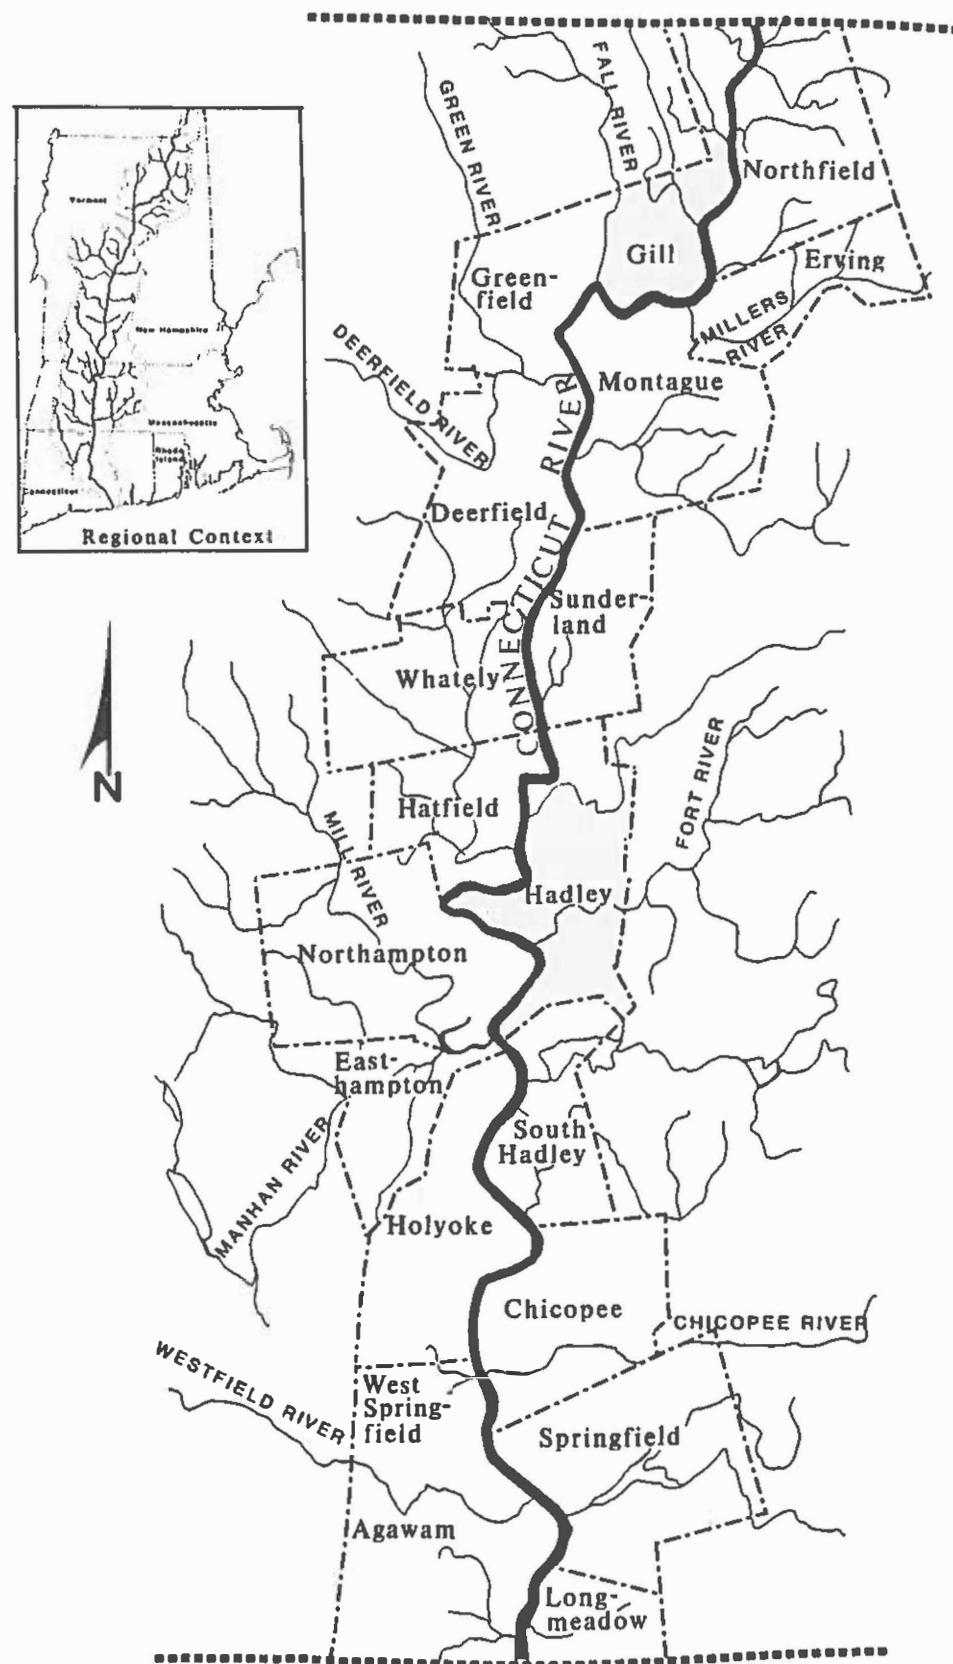 GREEN RIVER
FALL RIVER
Northfield
Gill
Erving
Green-
field
MILLERS
RIVER
DEERFIELD RIVER
Montague
Vermont
New Hampshire
Massachusetts
Rhode
Island
Connecticut
Regional Context
CONNECTICUT RIVER
Deerfield
Sunder-
land
Whately
N
Hatfield
FORT RIVER
MILL RIVER
Hadley
Northampton
East-
hampton
South
Hadley
MANHAN RIVER
Holyoke
Chicopee
CHICOPEE RIVER
WESTFIELD RIVER
West
Spring-
field
Springfield
Agawam
Long-
meadow